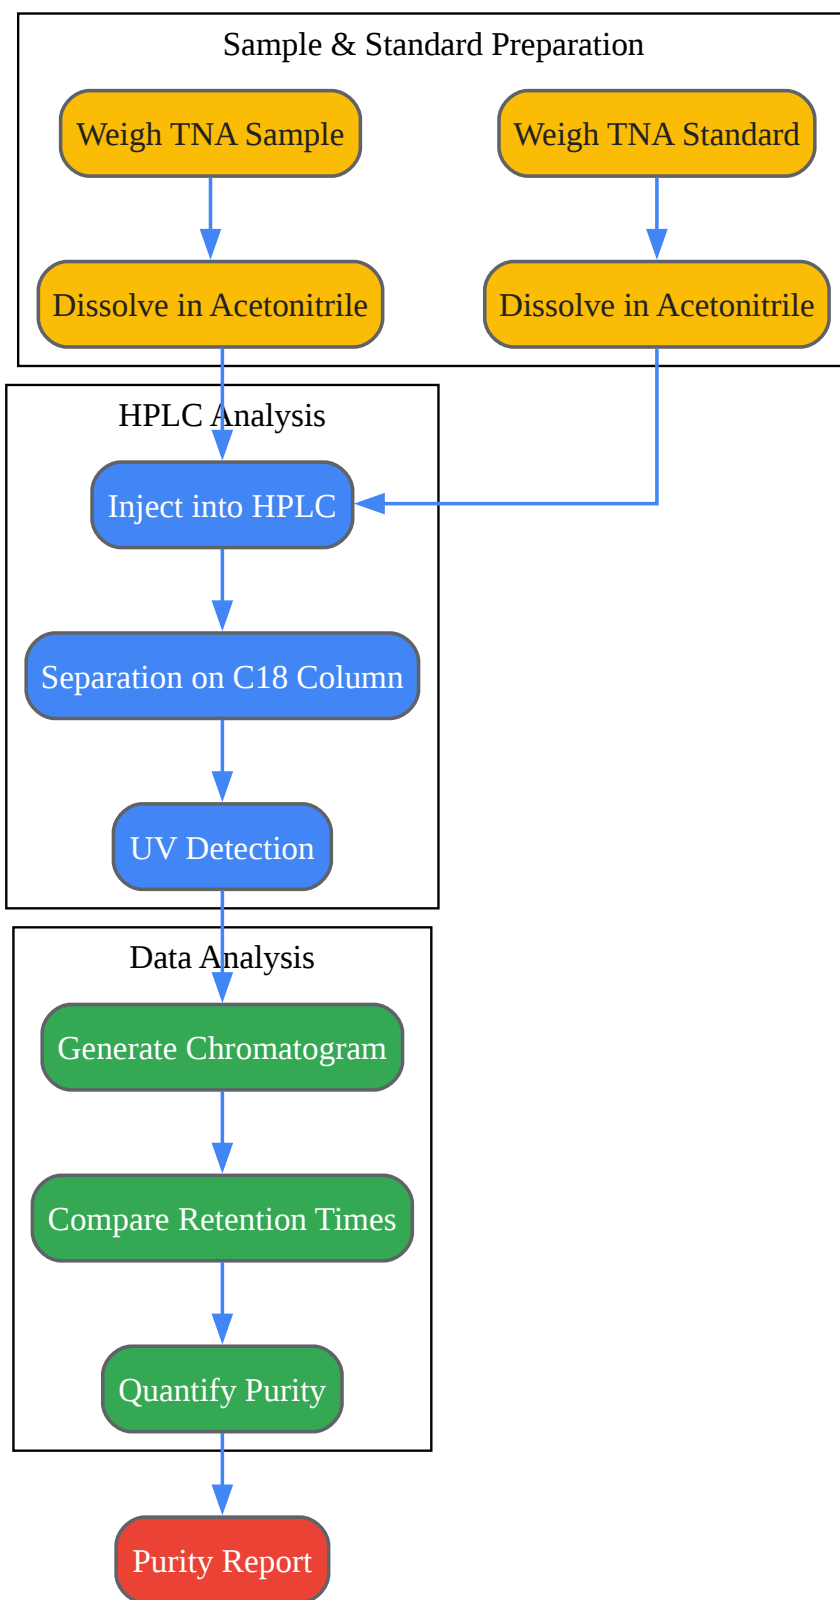 Sample & Standard Preparation
Weigh TNA Sample
Weigh TNA Standard
Dissolve in Acetonitrile
Dissolve in Acetonitrile
HPLC Analysis
Inject into HPLC
Separation on C18 Column
UV Detection
Data Analysis
Generate Chromatogram
Compare Retention Times
Quantify Purity
Purity Report